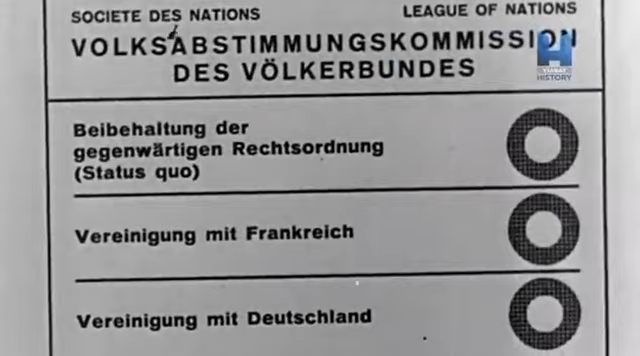 SOCIETE DES NATIONS
LEAGUE OF NATIONS
VOLKSABSTIMMUNGSKOMMISSION
DES VÖLKERBUNDES
H
HISTORY
Beibehaltung der
gegenwärtigen Rechtsordnung
(Status quo)
Vereinigung mit Frankreich
Vereinigung mit Deutschland